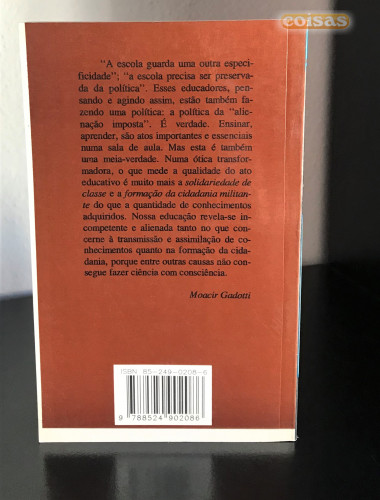 coisas
"A escola guarda uma outra especi-
ficidade", "a escola precisa ser preserva-
da da política". Esses educadores, pen-
sando e agindo assim, estão também fa-
zendo uma política: a política da "alie-
nação imposta". É verdade. Ensinar,
aprender, são atos importantes e essenciais
numa sala de aula. Mas esta é também
uma meia-verdade. Numa ótica transfor-
madora, o que mede a qualidade do ato
educativo é muito mais a solidariedade de
classe e a formação da cidadania militan-
te do que a quantidade de conhecimentos
adquiridos. Nossa educação revela-se in-
competente e alienada tanto no que con-
cerne à transmissão e assimilação de co-
nhecimentos quanto na formação da cida-
dania, porque entre outras causas não con-
segue fazer ciência com consciência.
Moacir Gadotti
ISBN 85-249-0208-6
9 788524 902086